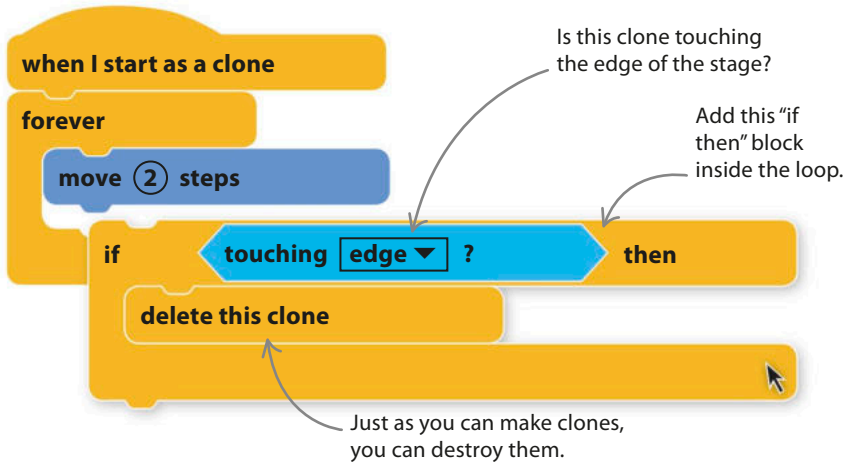 when I start as a clone
forever
move 2 steps
if touching edge ? then
delete this clone
Is this clone touching
the edge of the stage?
Add this “if
then” block
inside the loop.
Just as you can make clones,
you can destroy them.